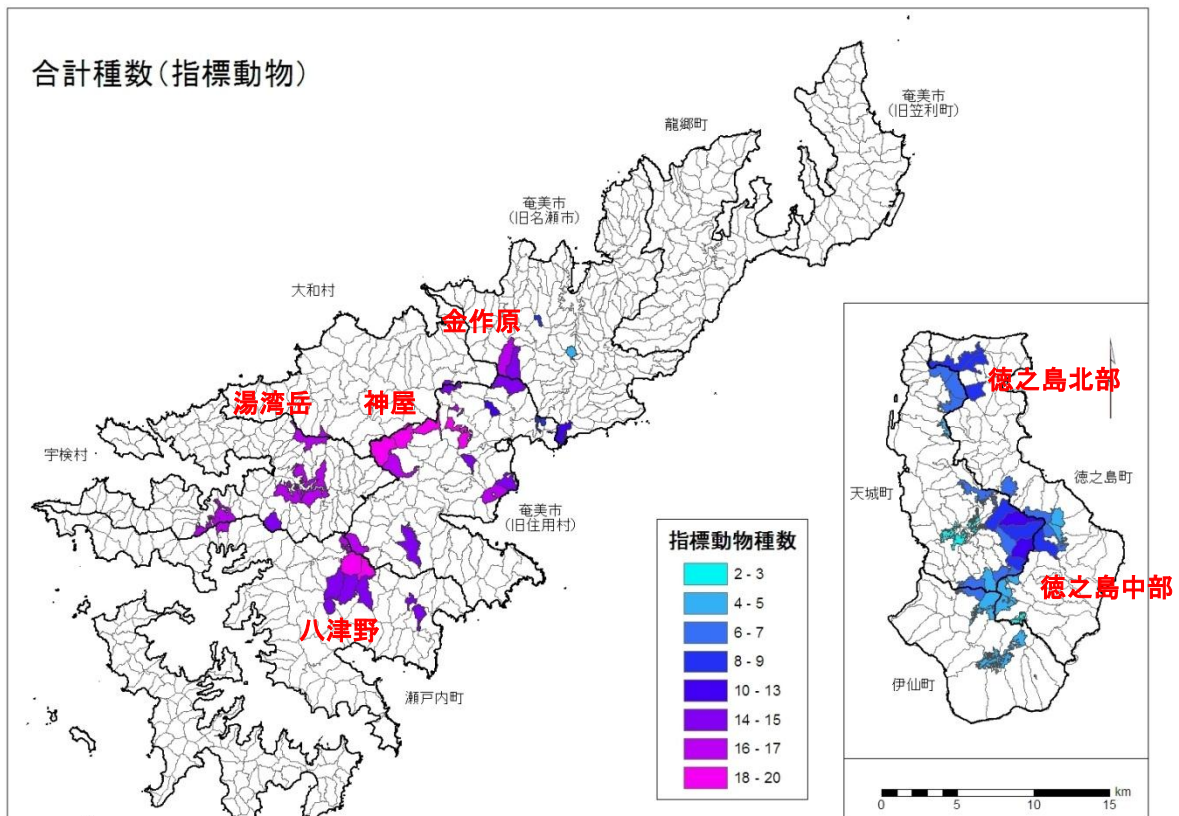 合計種数(指標動物)
奄美市
(旧笠利町)
龍郷町
奄美市
(旧名瀬市)
大和村
金作原
湯湾岳
神屋
宇検村
奄美市
(旧住用村)
八津野
瀬戸内町
指標動物種数
2 - 3
4 - 5
6 - 7
8 - 9
10 - 13
14 - 15
16 - 17
18 - 20
徳之島北部
天城町
徳之島町
徳之島中部
伊仙町
km
0 5 10 15